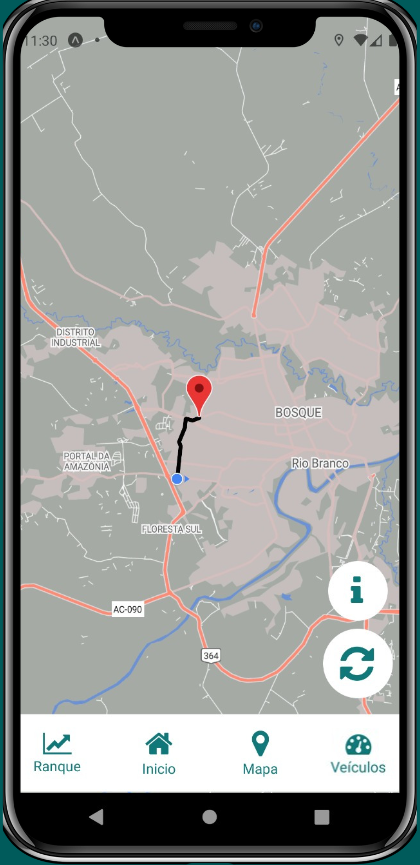 11:30
DISTRITO
INDUSTRIAL
BOSQUE
PORTAL DA
AMAZÔNIA
Rio Branco
FLORESTA SUL
AC-090
364
Ranque
Inicio
Mapa
Veículos